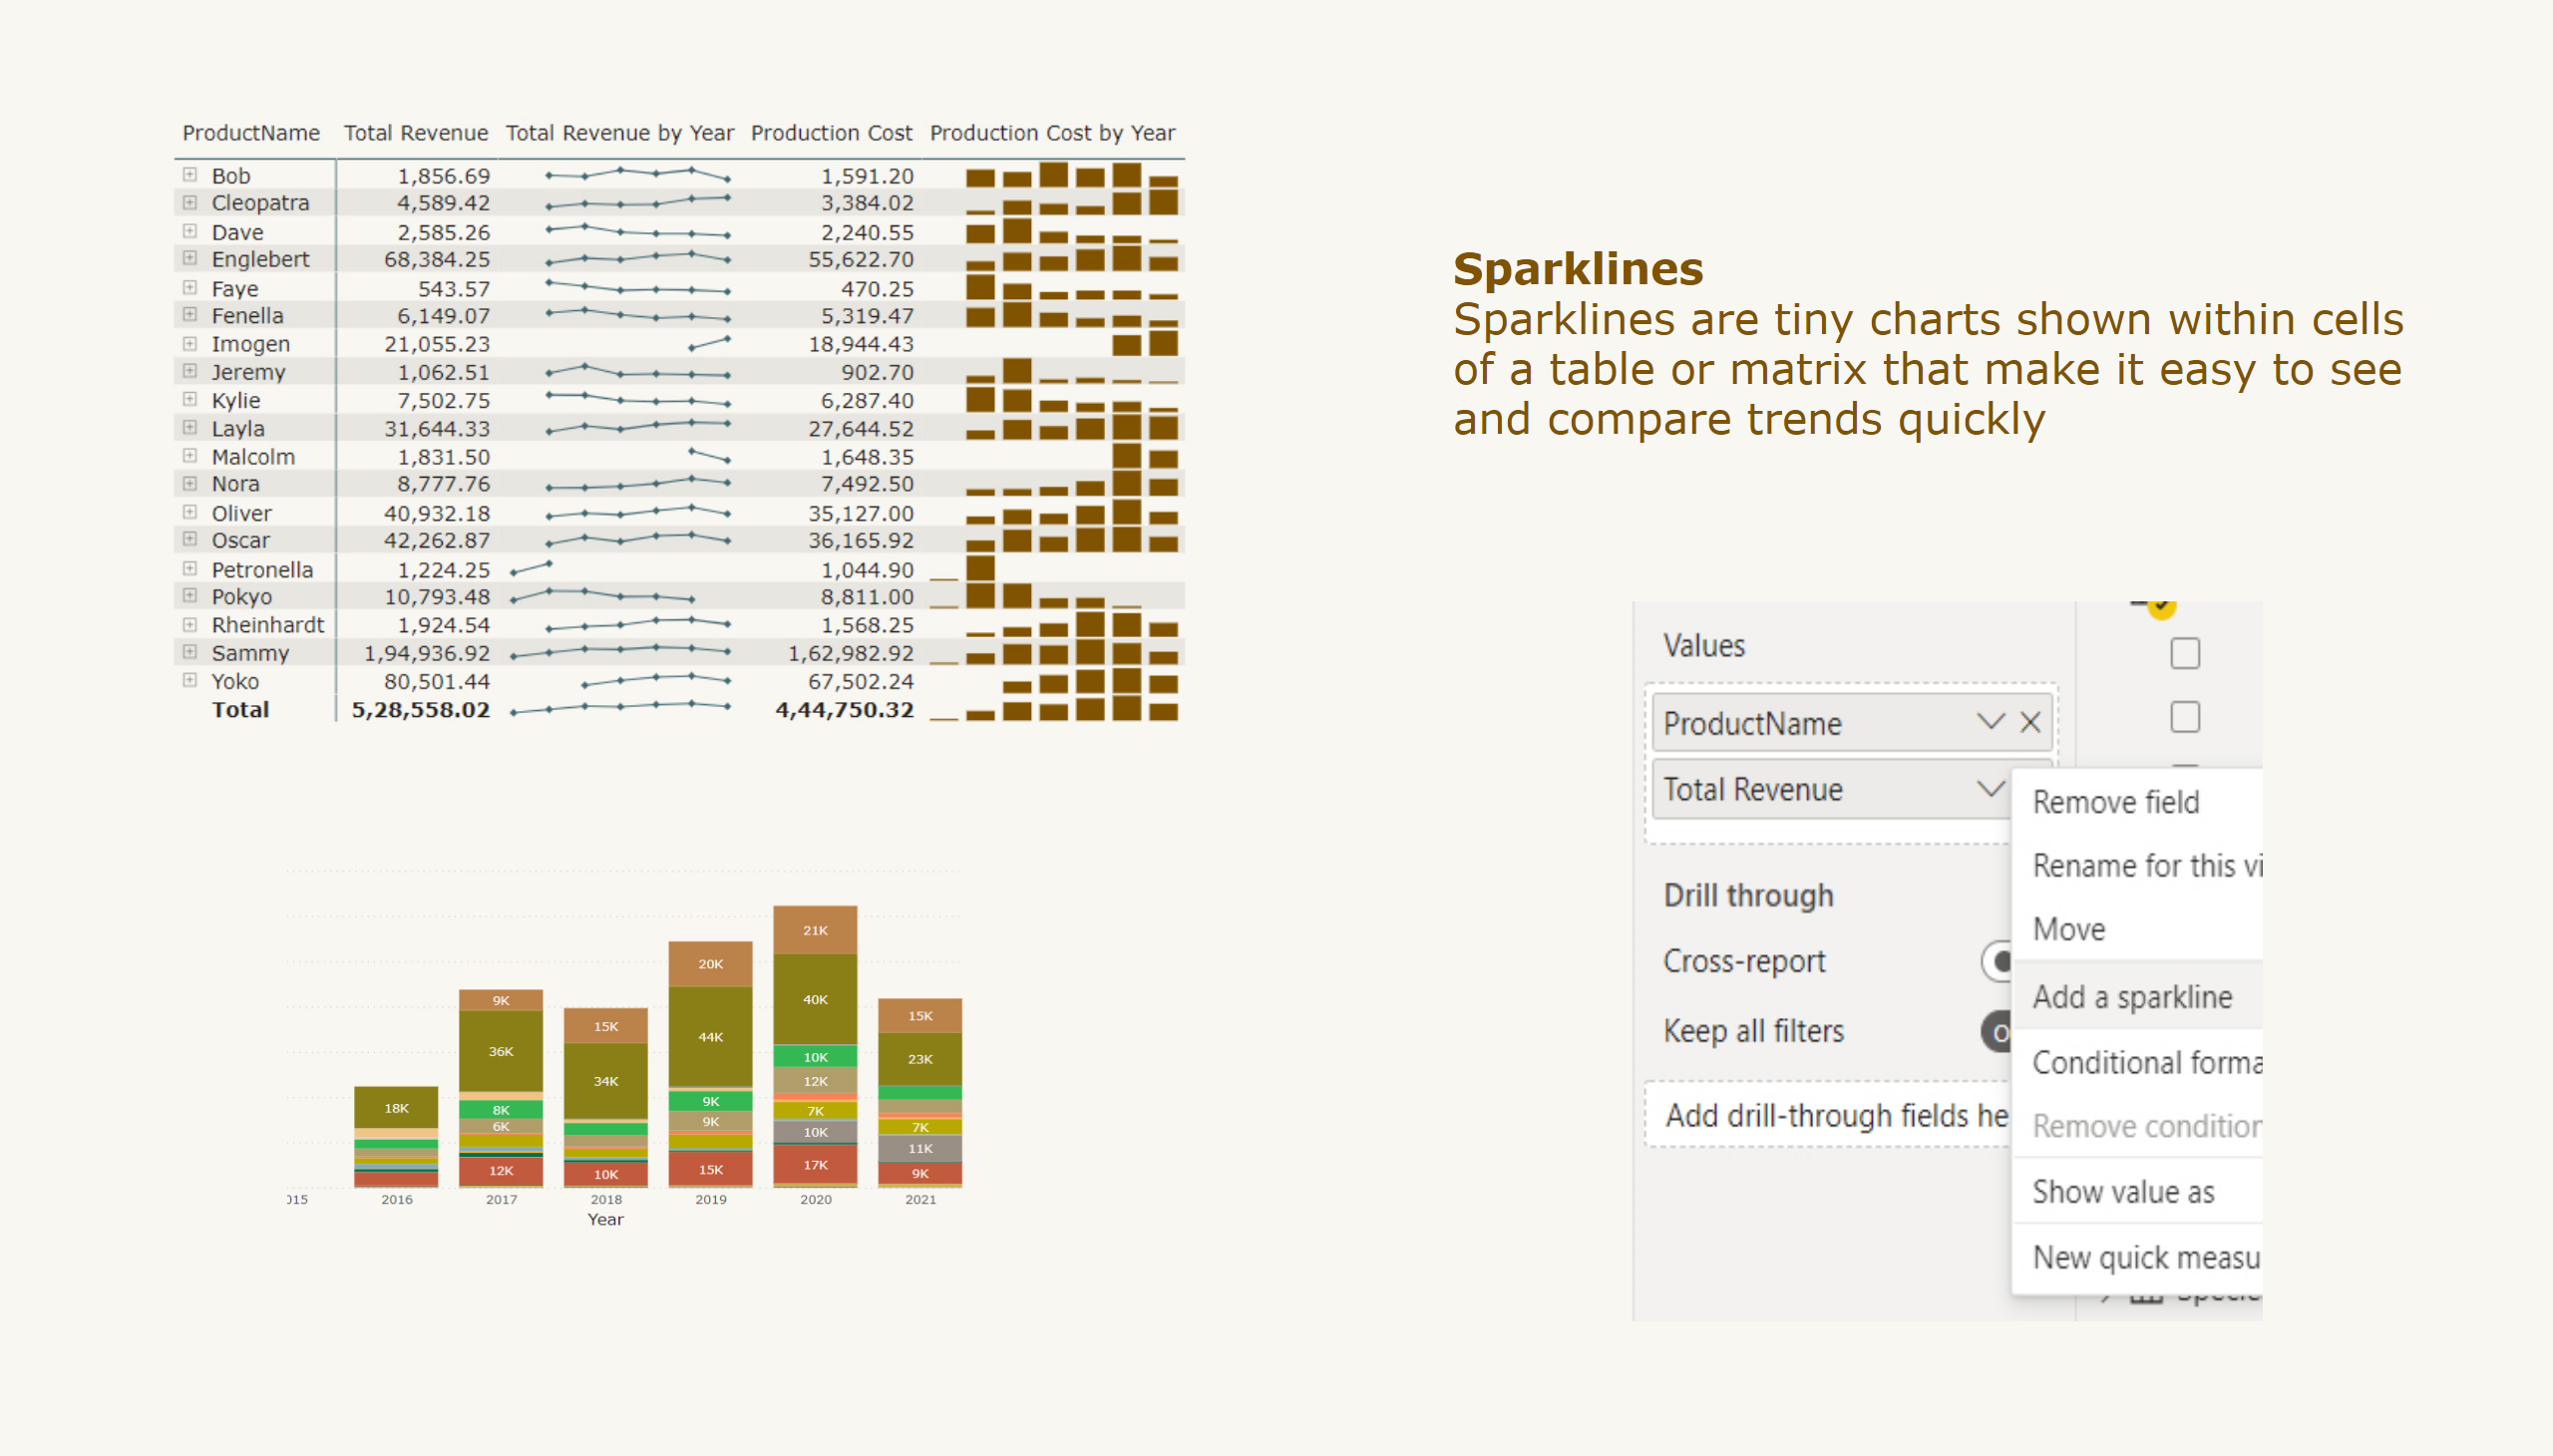 ProductName Total Revenue Total Revenue by Year Production Cost Production Cost by Year
Bob 1,856.69 1,591.20
Cleopatra 4,589.42 3,384.02
Dave 2,585.26 2,240.55
Englebert 68,384.25 55,622.70
Faye 543.57 470.25
Fenella 6,149.07 5,319.47
Imogen 21,055.23 18,944.43
Jeremy 1,062.51 902.70
Kylie 7,502.75 6,287.40
Layla 31,644.33 27,644.52
Malcolm 1,831.50 1,648.35
Nora 8,777.76 7,492.50
Oliver 40,932.18 35,127.00
Oscar 42,262.87 36,165.92
Petronella 1,224.25 1,044.90
Pokyo 10,793.48 8,811.00
Rheinhardt 1,924.54 1,568.25
Sammy 1,94,936.92 1,62,982.92
Yoko 80,501.44 67,502.24
Total 5,28,558.02 4,44,750.32
Sparklines
Sparklines are tiny charts shown within cells
of a table or matrix that make it easy to see
and compare trends quickly
18K
9K
36K
8K
6K
12K
15K
34K
10K
20K
44K
9K
9K
15K
21K
40K
10K
12K
7K
10K
17K
15K
23K
7K
11K
9K
015 2016 2017 2018 2019 2020 2021
Year
Values
ProductName
Total Revenue
Drill through
Cross-report
Keep all filters
Add drill-through fields he
Remove field
Rename for this vi
Move
Add a sparkline
Conditional forma
Remove condition
Show value as
New quick measu